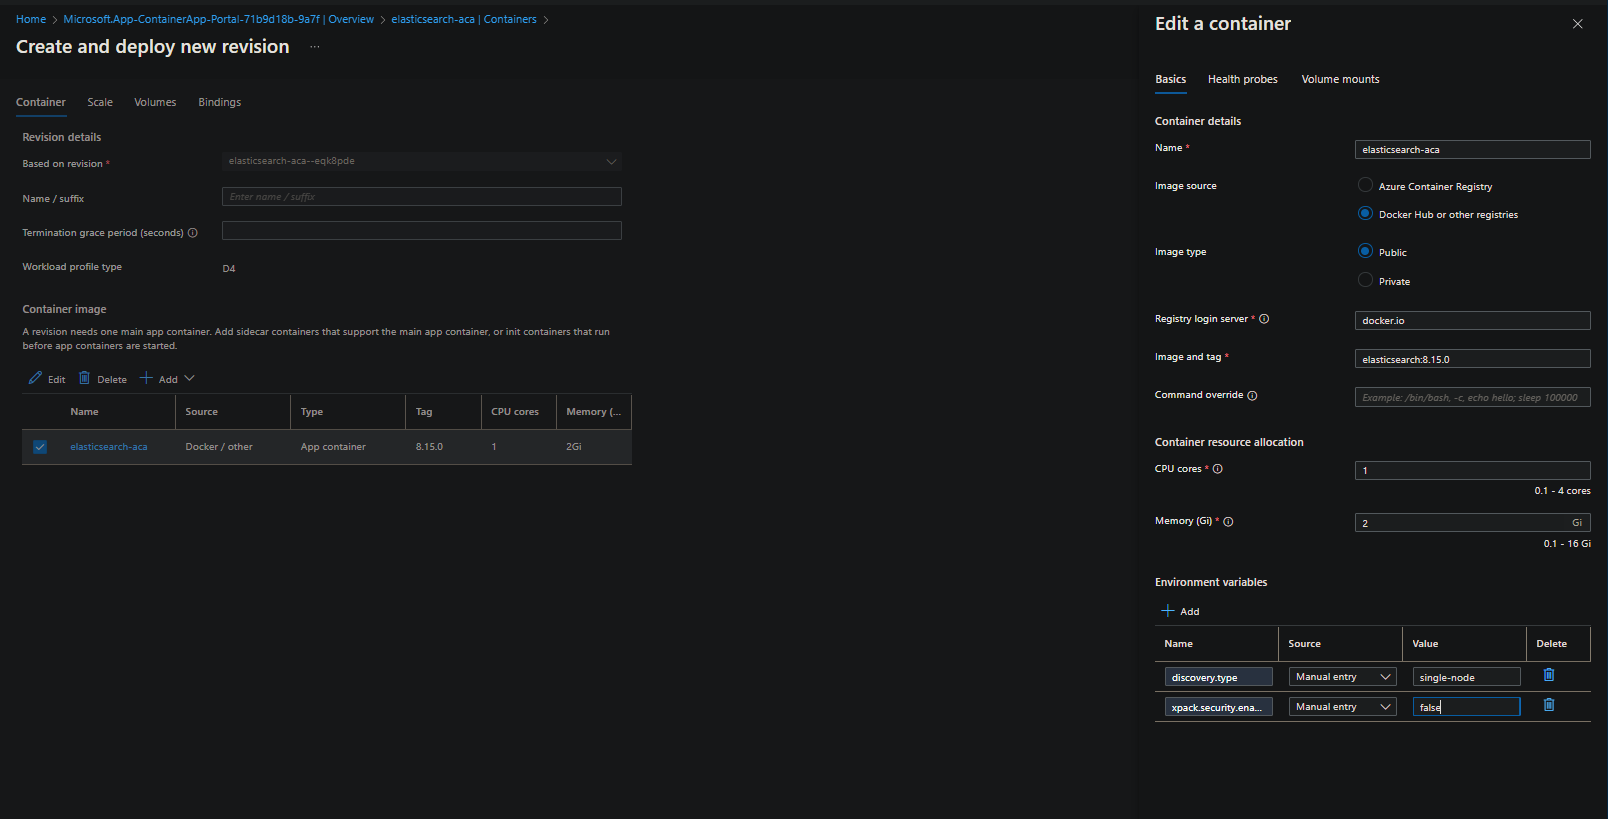 Home > Microsoft.App-ContainerApp-Portal-71b9d18b-9a7f | Overview > elasticsearch-aca | Containers >
Create and deploy new revision ...
Container Scale Volumes Bindings
Revision details
Based on revision * elasticsearch-aca--eqk8pde
Name / suffix Enter name / suffix
Termination grace period (seconds)
Workload profile type D4
Container image
A revision needs one main app container. Add sidecar containers that support the main app container, or init containers that run
before app containers are started.
Edit Delete Add
Name Source Type Tag CPU cores Memory (...
elasticsearch-aca Docker / other App container 8.15.0 1 2Gi
Edit a container
Basics Health probes Volume mounts
Container details
Name * elasticsearch-aca
Image source Azure Container Registry
Docker Hub or other registries
Image type Public
Private
Registry login server * docker.io
Image and tag * elasticsearch:8.15.0
Command override Example: /bin/bash, -c, echo hello; sleep 100000
Container resource allocation
CPU cores * 1
0.1 - 4 cores
Memory (Gi) * 2 Gi
0.1 - 16 Gi
Environment variables
Add
Name Source Value Delete
discovery.type Manual entry single-node
xpack.security.ena... Manual entry false